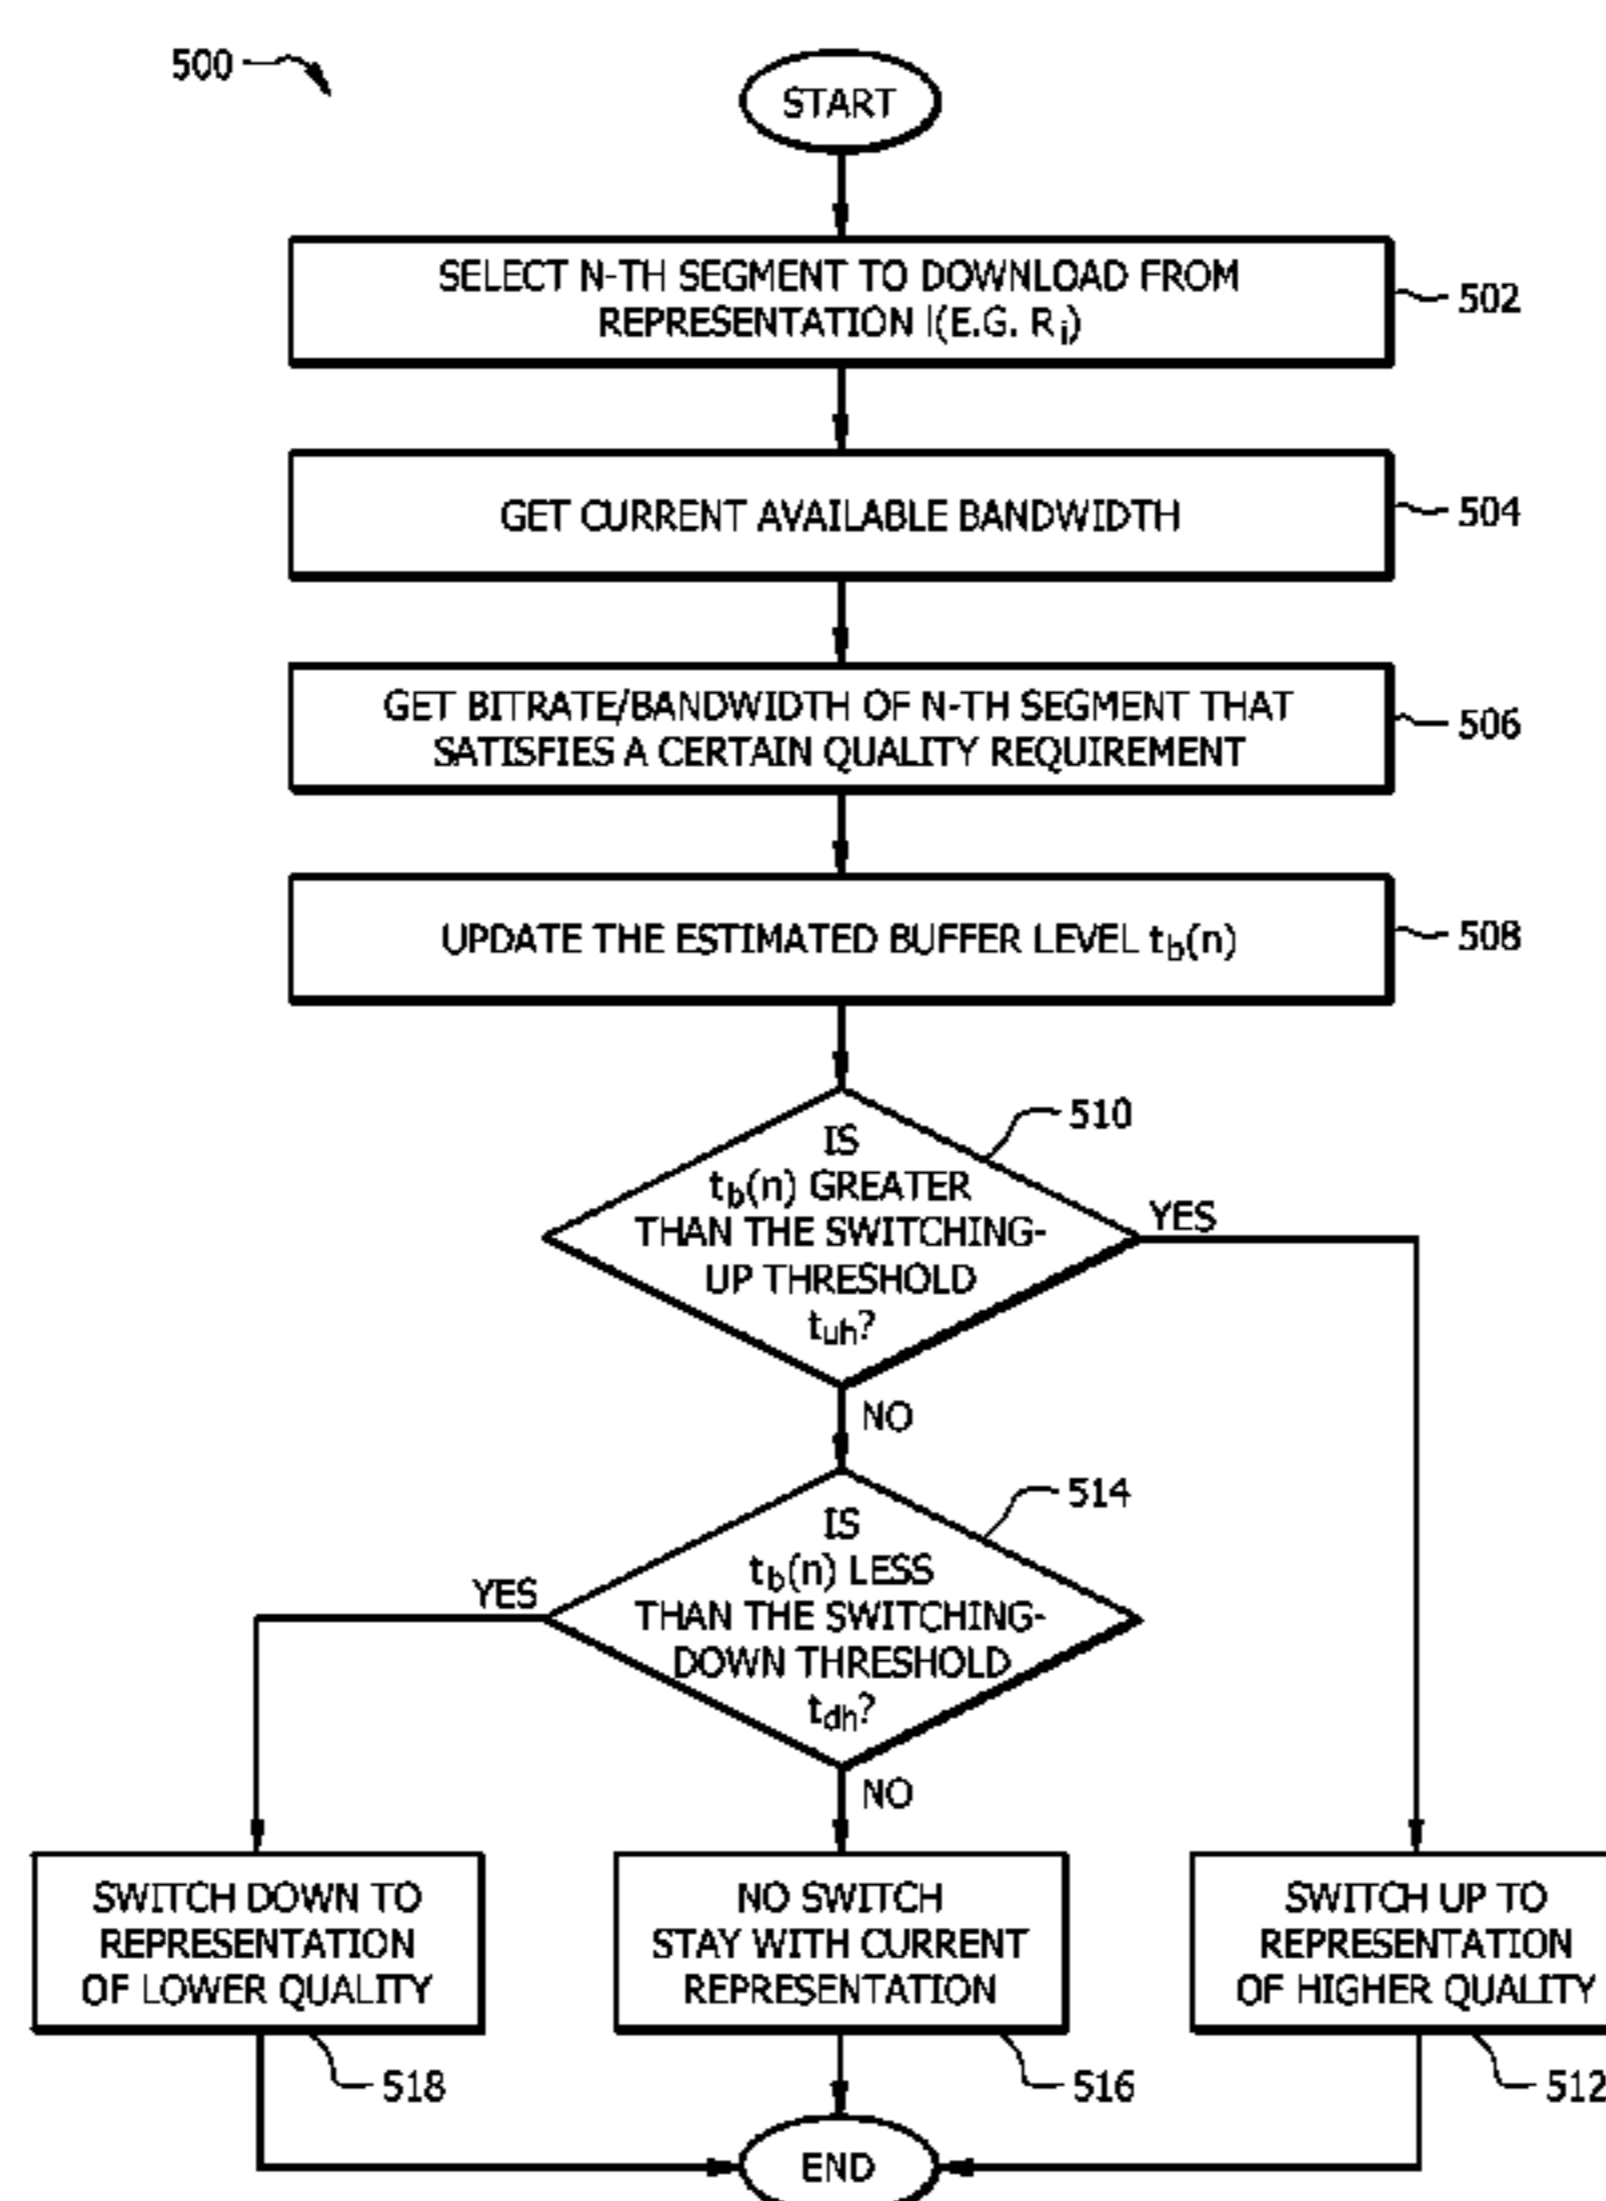 500
START
SELECT N-TH SEGMENT TO DOWNLOAD FROM
REPRESENTATION I(E.G. Ri)
502
GET CURRENT AVAILABLE BANDWIDTH
504
GET BITRATE/BANDWIDTH OF N-TH SEGMENT THAT
SATISFIES A CERTAIN QUALITY REQUIREMENT
506
UPDATE THE ESTIMATED BUFFER LEVEL tb(n)
508
510
IS
tb(n) GREATER
THAN THE SWITCHING-
UP THRESHOLD
tuh?
YES
NO
514
IS
tb(n) LESS
THAN THE SWITCHING-
DOWN THRESHOLD
tdh?
YES
NO
SWITCH DOWN TO
REPRESENTATION
OF LOWER QUALITY
518
NO SWITCH
STAY WITH CURRENT
REPRESENTATION
516
SWITCH UP TO
REPRESENTATION
OF HIGHER QUALITY
512
END